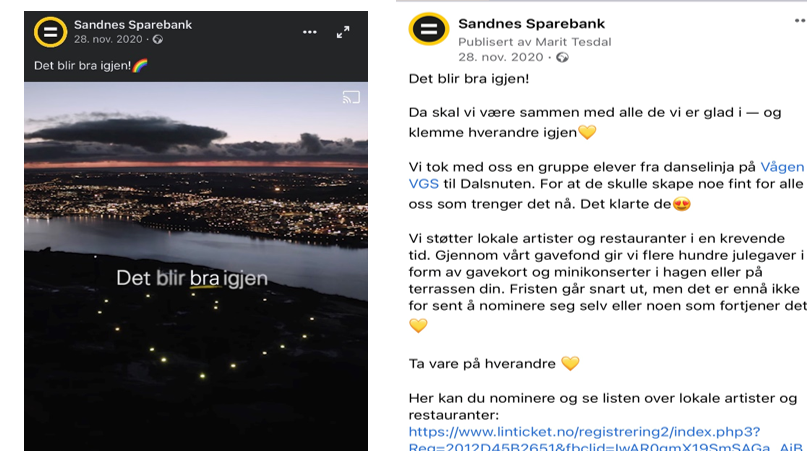 Sandnes Sparebank
28. nov. 2020 ·
Det blir bra igjen!🌈
Det blir bra igjen
Sandnes Sparebank
Publisert av Marit Tesdal
28. nov. 2020 ·
Det blir bra igjen!
Da skal vi være sammen med alle de vi er glad i — og
klemme hverandre igjen💛
Vi tok med oss en gruppe elever fra danselinja på Vågen
VGS til Dalsnuten. For at de skulle skape noe fint for alle
oss som trenger det nå. Det klarte de😍
Vi støtter lokale artister og restauranter i en krevende
tid. Gjennom vårt gavefond gir vi flere hundre julegaver i
form av gavekort og minikonserter i hagen eller på
terrassen din. Fristen går snart ut, men det er ennå ikke
for sent å nominere seg selv eller noen som fortjener det
💛
Ta vare på hverandre 💛
Her kan du nominere og se listen over lokale artister og
restauranter:
https://www.linticket.no/registrering2/index.php3?